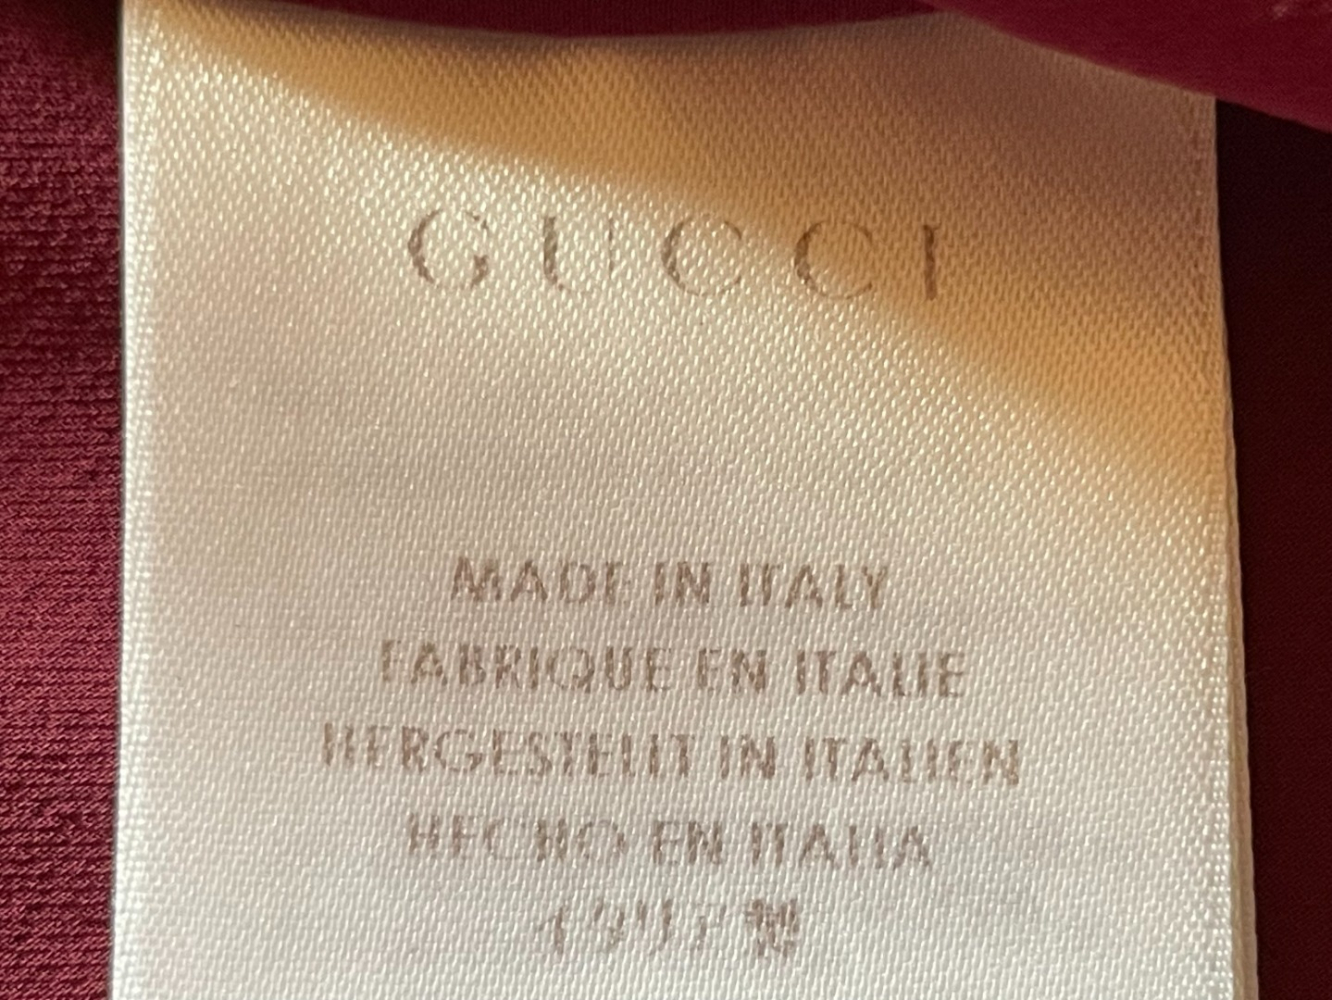 GUCCI
MADE IN ITALY
FABRIQUE EN ITALIE
HERGESTELLT IN ITALIEN
HECHO EN ITALIA
イタリア製